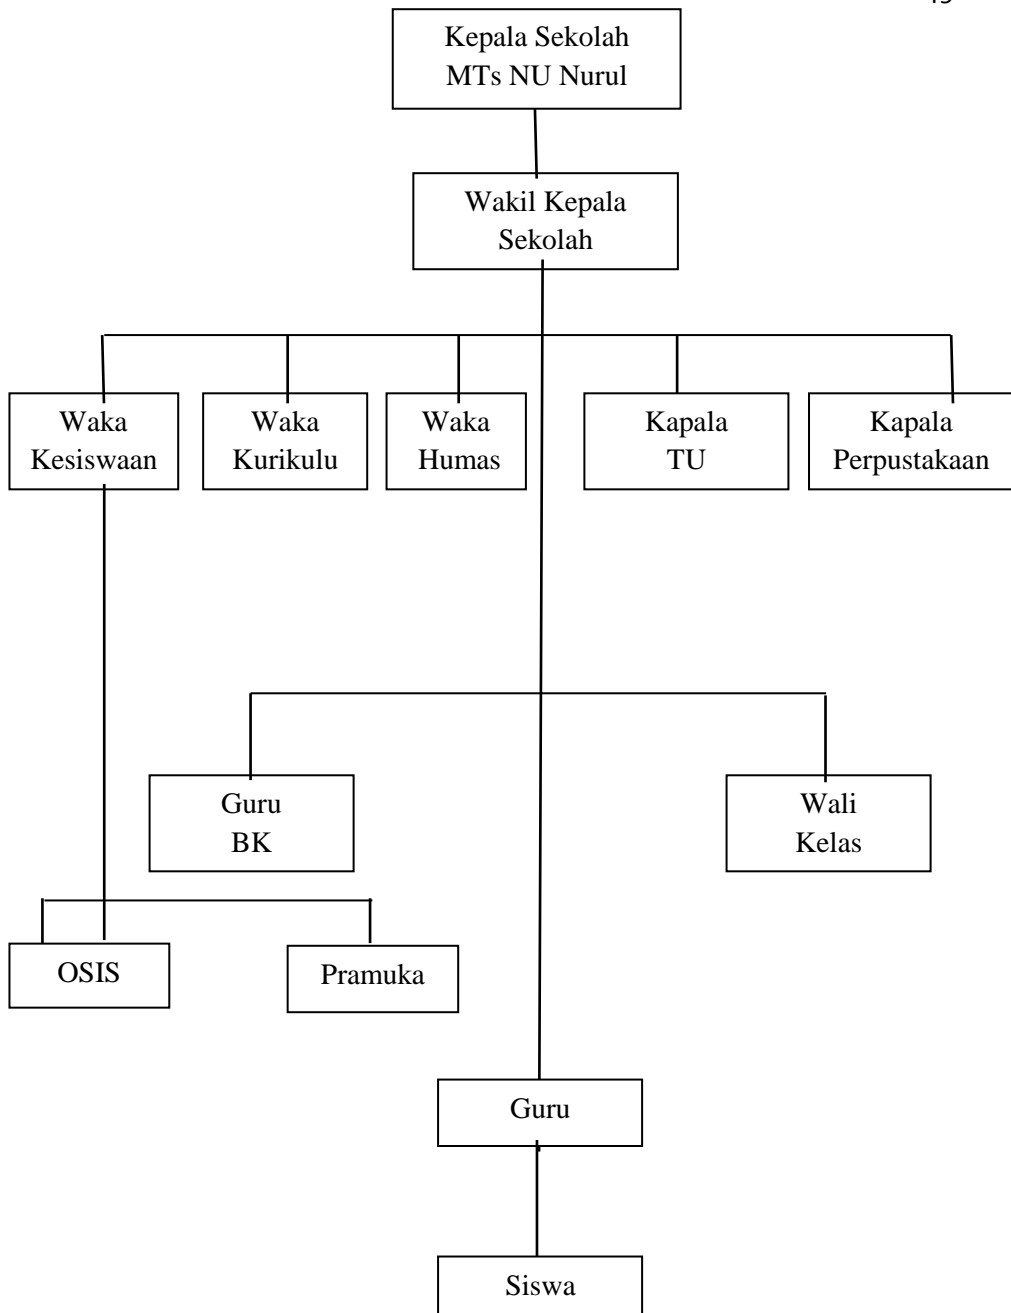 Kepala Sekolah
MTs NU Nurul
Wakil Kepala
Sekolah
Waka
Kesiswaan
Waka
Kurikulu
Waka
Humas
Kapala
TU
Kapala
Perpustakaan
Guru
BK
Wali
Kelas
OSIS
Pramuka
Guru
Siswa